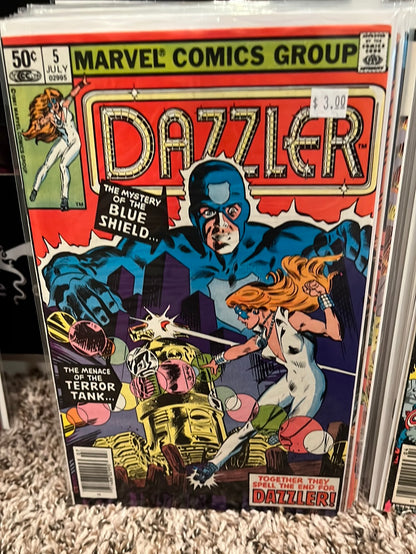 50¢
5
JULY
02995
MARVEL COMICS GROUP
APPROVED
BY THE
COMICS
CODE
AUTHORITY
$ 3.00
DAZZLER
TM
THE MYSTERY
OF THE
BLUE
SHIELD...
THE MENACE
OF THE
TERROR
TANK...
TOGETHER THEY
SPELL THE END FOR
DAZZLER!